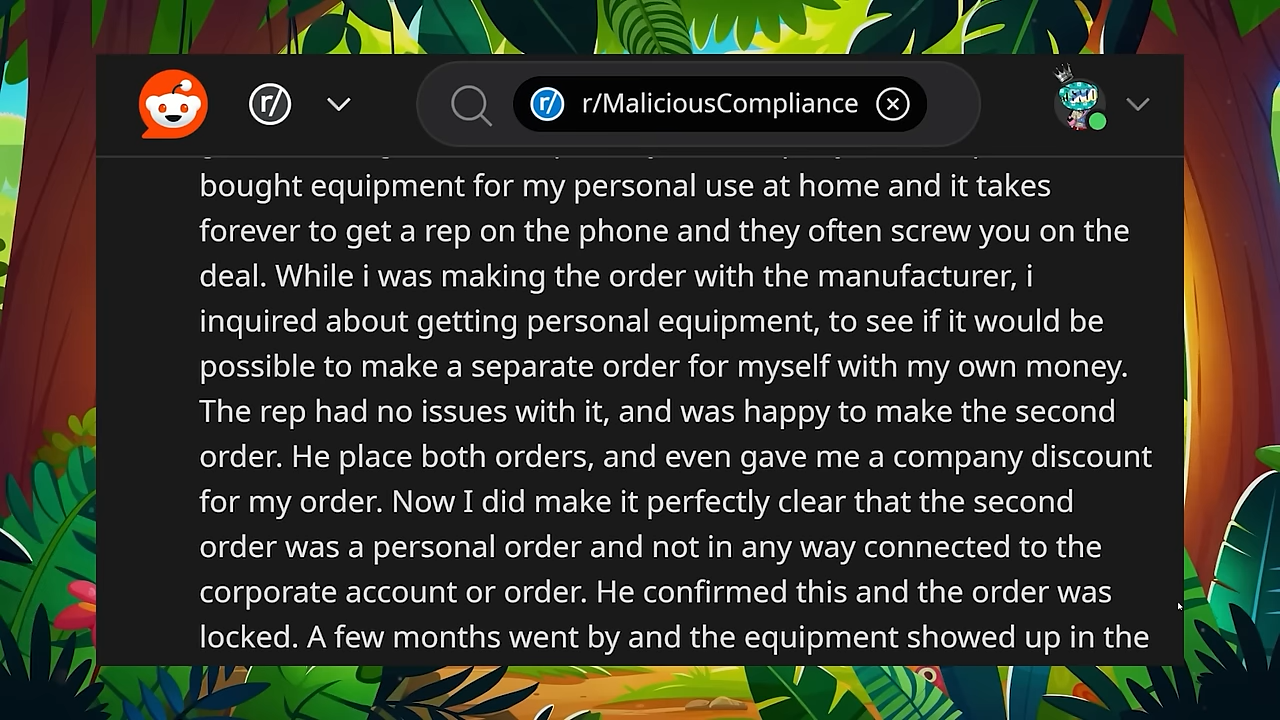 r/ r/MaliciousCompliance
bought equipment for my personal use at home and it takes
forever to get a rep on the phone and they often screw you on the
deal. While i was making the order with the manufacturer, i
inquired about getting personal equipment, to see if it would be
possible to make a separate order for myself with my own money.
The rep had no issues with it, and was happy to make the second
order. He place both orders, and even gave me a company discount
for my order. Now I did make it perfectly clear that the second
order was a personal order and not in any way connected to the
corporate account or order. He confirmed this and the order was
locked. A few months went by and the equipment showed up in the